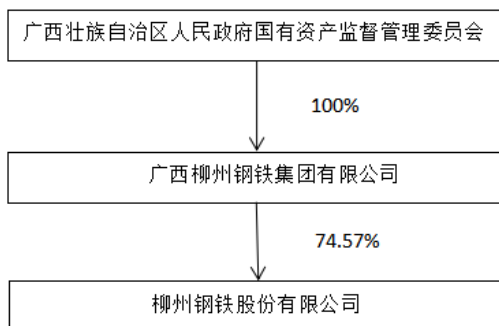 广西壮族自治区人民政府国有资产监督管理委员会
100%
广西柳州钢铁集团有限公司
74.57%
柳州钢铁股份有限公司